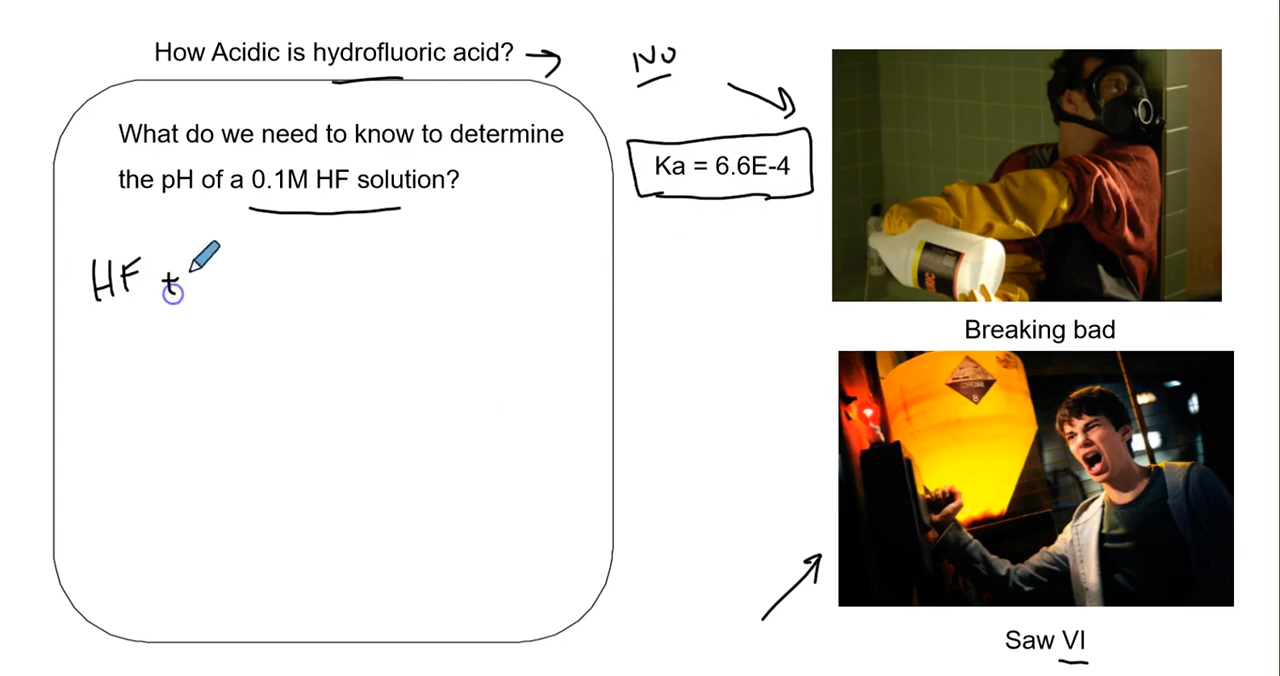 How Acidic is hydrofluoric acid? →
NO
What do we need to know to determine
the pH of a 0.1M HF solution?
Ka = 6.6E-4
HF +
Breaking bad
8
Saw VI